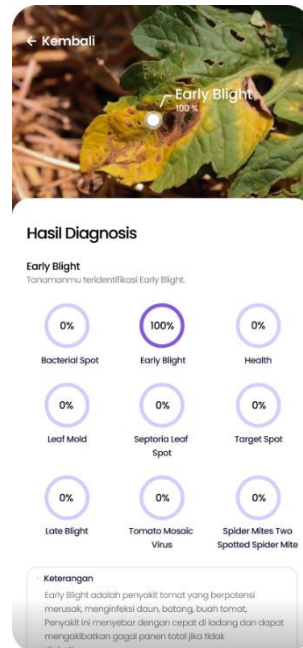 ← Kembali
Early Blight
100 %
Hasil Diagnosis
Early Blight
Tanamanmu teridentifikasi Early Blight.
0% 100% 0%
Bacterial Spot Early Blight Health
0% 0% 0%
Leaf Mold Septoria Leaf Target Spot
Spot
0% 0% 0%
Late Blight Tomato Mosaic Spider Mites Two
Virus Spotted Spider Mite
Keterangan
Early Blight adalah penyakit tomat yang berpotensi
merusak, menginfeksi daun, batang, buah tomat,
Penyakit ini menyebar dengan cepat di ladang dan dapat
mengakibatkan gagal panen total jika tidak